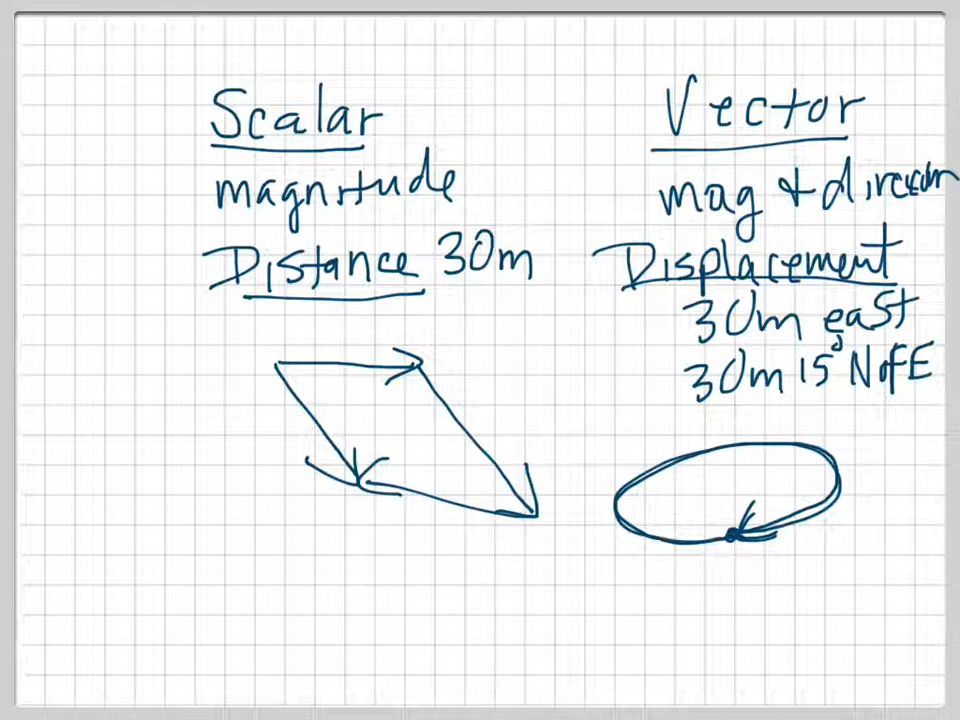 Scalar
magnitude
Distance 30m
Vector
mag + direction
Displacement
30m east
30m 15° N of E